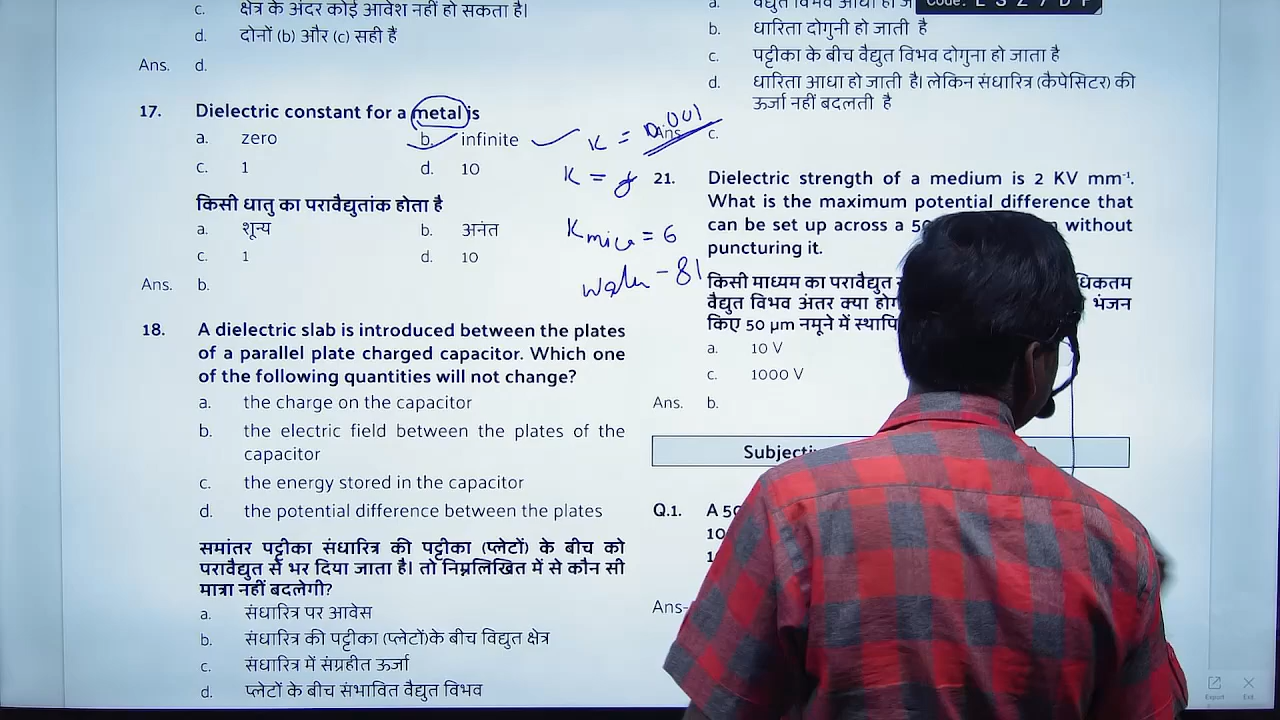 c. क्षेत्र के अंदर कोई आवेश नहीं हो सकता है।
d. दोनों (b) और (c) सही हैं
Ans. d.
17. Dielectric constant for a metal is
a. zero
b. infinite
c. 1
d. 10
किसी धातु का परावैद्युतांक होता है
a. शून्य
b. अनंत
c. 1
d. 10
Ans. b.
18. A dielectric slab is introduced between the plates
of a parallel plate charged capacitor. Which one
of the following quantities will not change?
a. the charge on the capacitor
b. the electric field between the plates of the
capacitor
c. the energy stored in the capacitor
d. the potential difference between the plates
समांतर पट्टीका संधारित्र की पट्टीका (प्लेटों) के बीच को
परावैद्युत से भर दिया जाता है। तो निम्नलिखित में से कौन सी
मात्रा नहीं बदलेगी?
a. संधारित्र पर आवेस
b. संधारित्र की पट्टीका (प्लेटों)के बीच विद्युत क्षेत्र
c. संधारित्र में संग्रहीत ऊर्जा
d. प्लेटों के बीच संभावित वैद्युत विभव
K =
K =
K mica = 6
water - 81
a.
b. धारिता दोगुनी हो जाती है
c. पट्टीका के बीच वैद्युत विभव दोगुना हो जाता है
d. धारिता आधा हो जाती है। लेकिन संधारित्र (कैपेसिटर) की
ऊर्जा नहीं बदलती है
Ans. c.
21. Dielectric strength of a medium is 2 KV mm⁻¹.
What is the maximum potential difference that
can be set up across a 50 without
puncturing it.
किसी माध्यम का परावैद्युत
वैद्युत विभव अंतर क्या भंजन
किए 50 μm नमूने में
a. 10 V
c. 1000 V
Ans. b.
Q.1. A
10
Ans-
Export
Exit